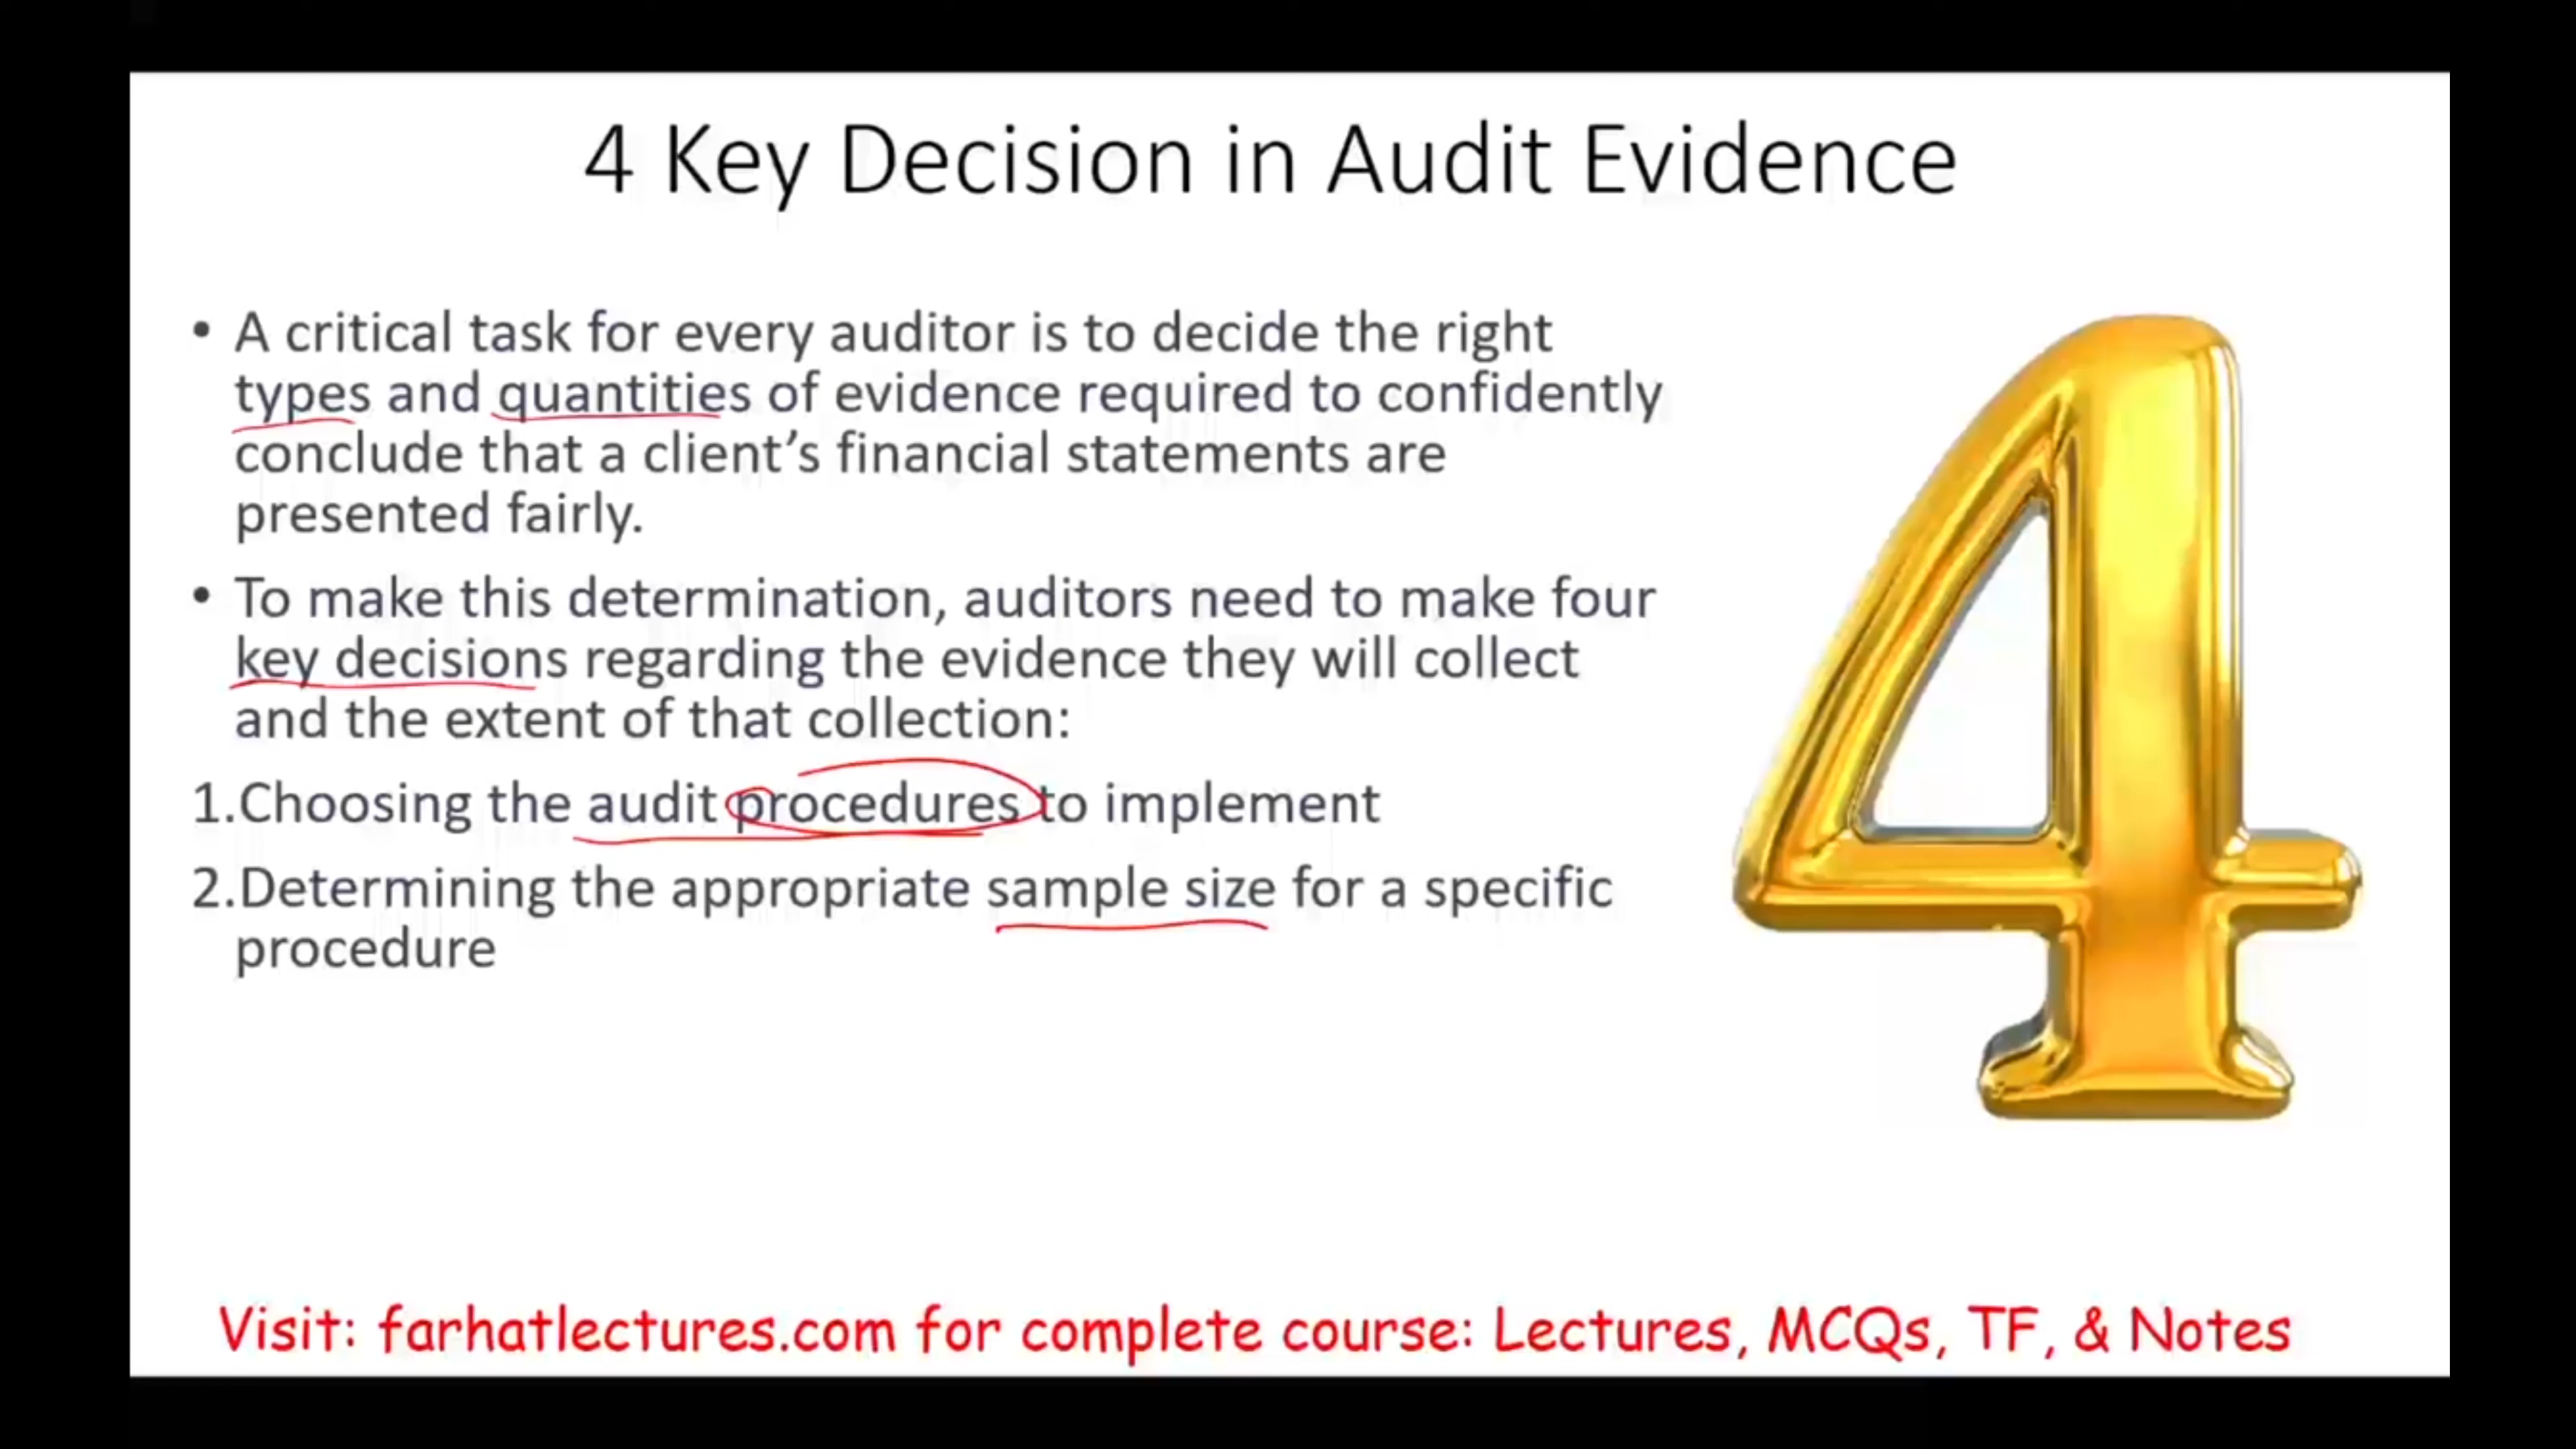 4 Key Decision in Audit Evidence
• A critical task for every auditor is to decide the right
types and quantities of evidence required to confidently
conclude that a client’s financial statements are
presented fairly.
• To make this determination, auditors need to make four
key decisions regarding the evidence they will collect
and the extent of that collection:
1.Choosing the audit procedures to implement
2.Determining the appropriate sample size for a specific
procedure
4
Visit: farhatlectures.com for complete course: Lectures, MCQs, TF, & Notes